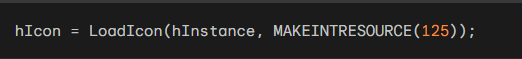 hIcon = LoadIcon(hInstance, MAKEINTRESOURCE(125));